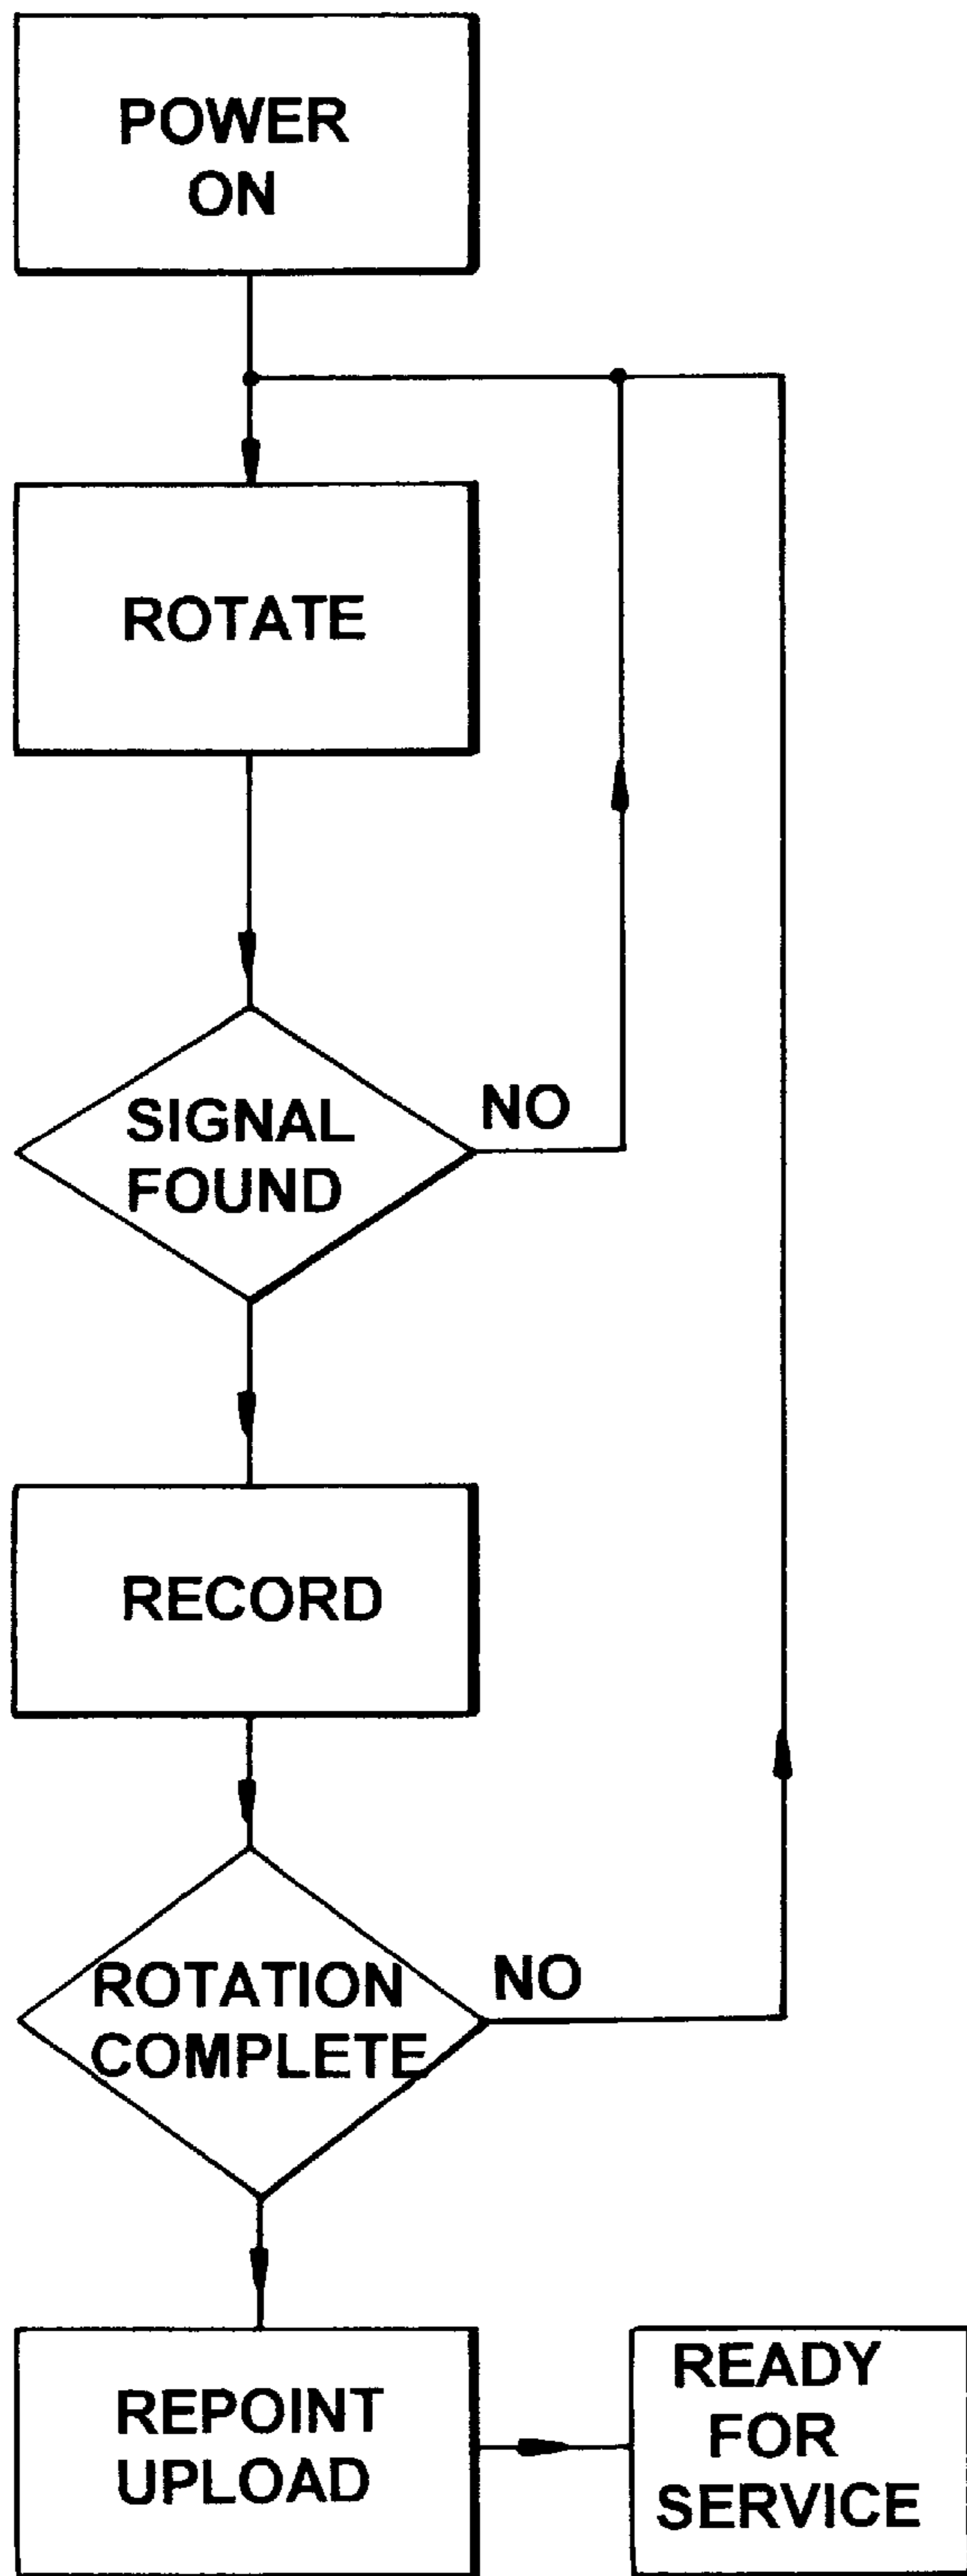 POWER
ON
ROTATE
SIGNAL
FOUND
NO
RECORD
ROTATION
COMPLETE
NO
REPOINT
UPLOAD
READY
FOR
SERVICE